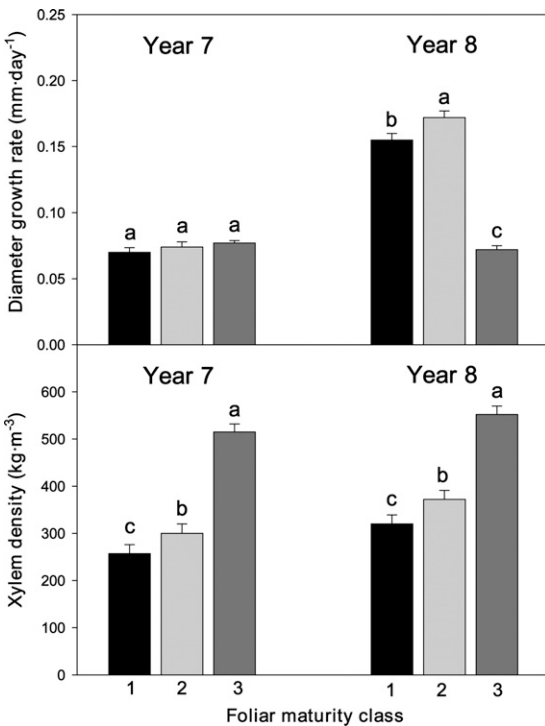 Diameter growth rate (mm·day⁻¹)
0.25
0.20
0.15
0.10
0.05
0.00
Year 7
Year 8
a
a
a
b
a
c
Xylem density (kg·m⁻³)
600
500
400
300
200
100
0
Year 7
Year 8
c
b
a
c
b
a
1 2 3 1 2 3
Foliar maturity class